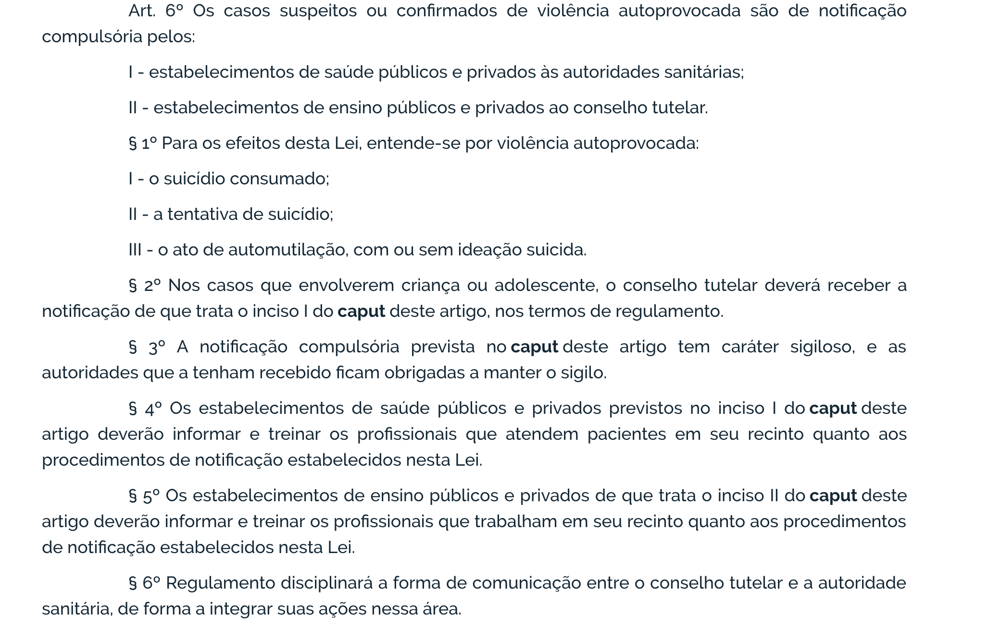 Art. 6º Os casos suspeitos ou confirmados de violência autoprovocada são de notificação
compulsória pelos:
I - estabelecimentos de saúde públicos e privados às autoridades sanitárias;
II - estabelecimentos de ensino públicos e privados ao conselho tutelar.
§ 1º Para os efeitos desta Lei, entende-se por violência autoprovocada:
I - o suicídio consumado;
II - a tentativa de suicídio;
III - o ato de automutilação, com ou sem ideação suicida.
§ 2º Nos casos que envolverem criança ou adolescente, o conselho tutelar deverá receber a
notificação de que trata o inciso I do caput deste artigo, nos termos de regulamento.
§ 3º A notificação compulsória prevista no caput deste artigo tem caráter sigiloso, e as
autoridades que a tenham recebido ficam obrigadas a manter o sigilo.
§ 4º Os estabelecimentos de saúde públicos e privados previstos no inciso I do caput deste
artigo deverão informar e treinar os profissionais que atendem pacientes em seu recinto quanto aos
procedimentos de notificação estabelecidos nesta Lei.
§ 5º Os estabelecimentos de ensino públicos e privados de que trata o inciso II do caput deste
artigo deverão informar e treinar os profissionais que trabalham em seu recinto quanto aos procedimentos
de notificação estabelecidos nesta Lei.
§ 6º Regulamento disciplinará a forma de comunicação entre o conselho tutelar e a autoridade
sanitária, de forma a integrar suas ações nessa área.